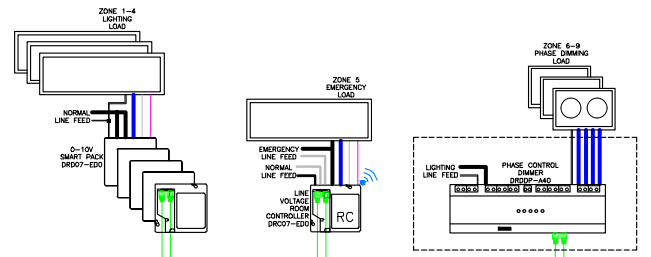 ZONE 1-4
LIGHTING
LOAD
NORMAL
LINE FEED
0-10V
SMART PACK
DRD07-ED0
ZONE 5
EMERGENCY
LOAD
EMERGENCY
LINE FEED
NORMAL
LINE FEED
LINE
VOLTAGE
ROOM
CONTROLLER
DRC07-ED0
RC
ZONE 6-9
PHASE DIMMING
LOAD
LIGHTING
LINE FEED
PHASE CONTROL
DIMMER
DRDDP-A40